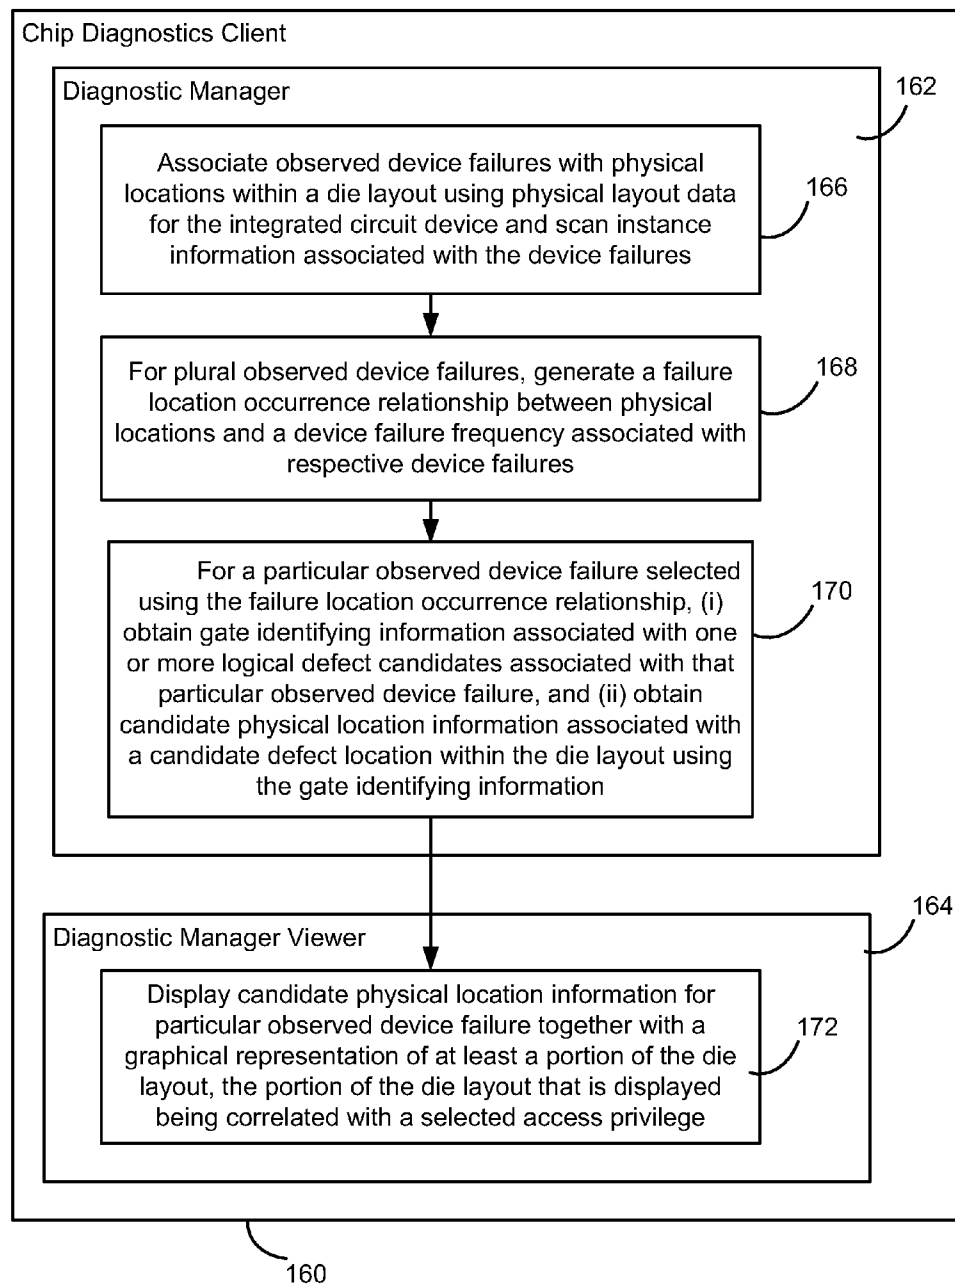 Chip Diagnostics Client
Diagnostic Manager
162
Associate observed device failures with physical
locations within a die layout using physical layout data
for the integrated circuit device and scan instance
information associated with the device failures
166
For plural observed device failures, generate a failure
location occurrence relationship between physical
locations and a device failure frequency associated with
respective device failures
168
For a particular observed device failure selected
using the failure location occurrence relationship, (i)
obtain gate identifying information associated with one
or more logical defect candidates associated with that
particular observed device failure, and (ii) obtain
candidate physical location information associated with
a candidate defect location within the die layout using
the gate identifying information
170
164
Diagnostic Manager Viewer
Display candidate physical location information for
particular observed device failure together with a
graphical representation of at least a portion of the die
layout, the portion of the die layout that is displayed
being correlated with a selected access privilege
172
160